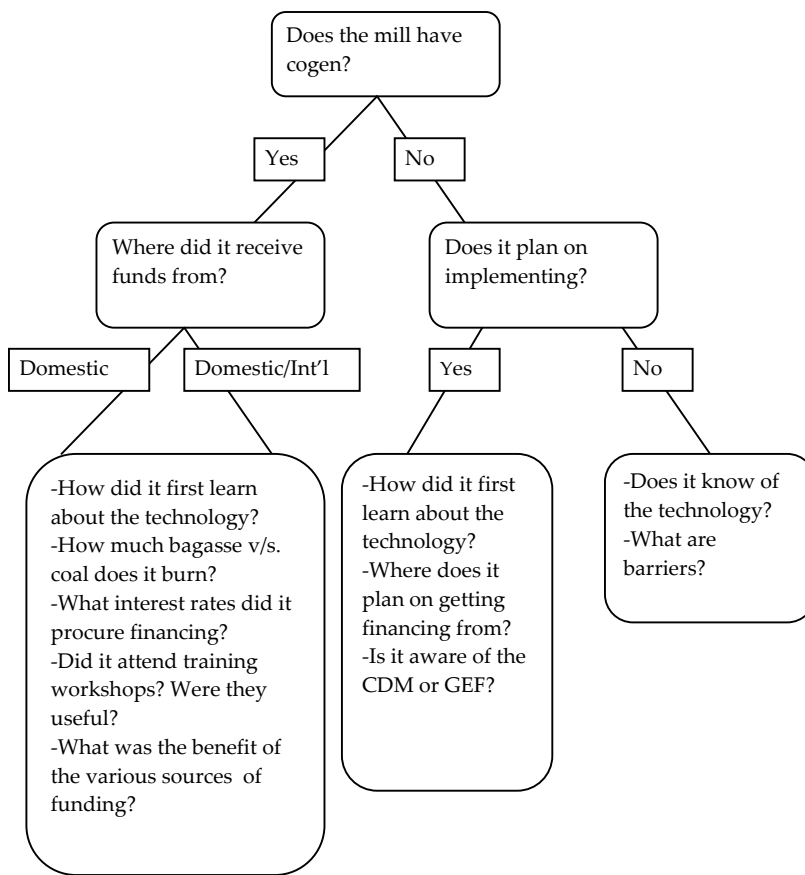 Does the mill have
cogen?
Yes
No
Where did it receive
funds from?
Does it plan on
implementing?
Domestic
Domestic/Int'l
Yes
No
-How did it first learn
about the technology?
-How much bagasse v/s.
coal does it burn?
-What interest rates did it
procure financing?
-Did it attend training
workshops? Were they
useful?
-What was the benefit of
the various sources of
funding?
-How did it first
learn about the
technology?
-Where does it
plan on getting
financing from?
-Is it aware of the
CDM or GEF?
-Does it know of
the technology?
-What are
barriers?